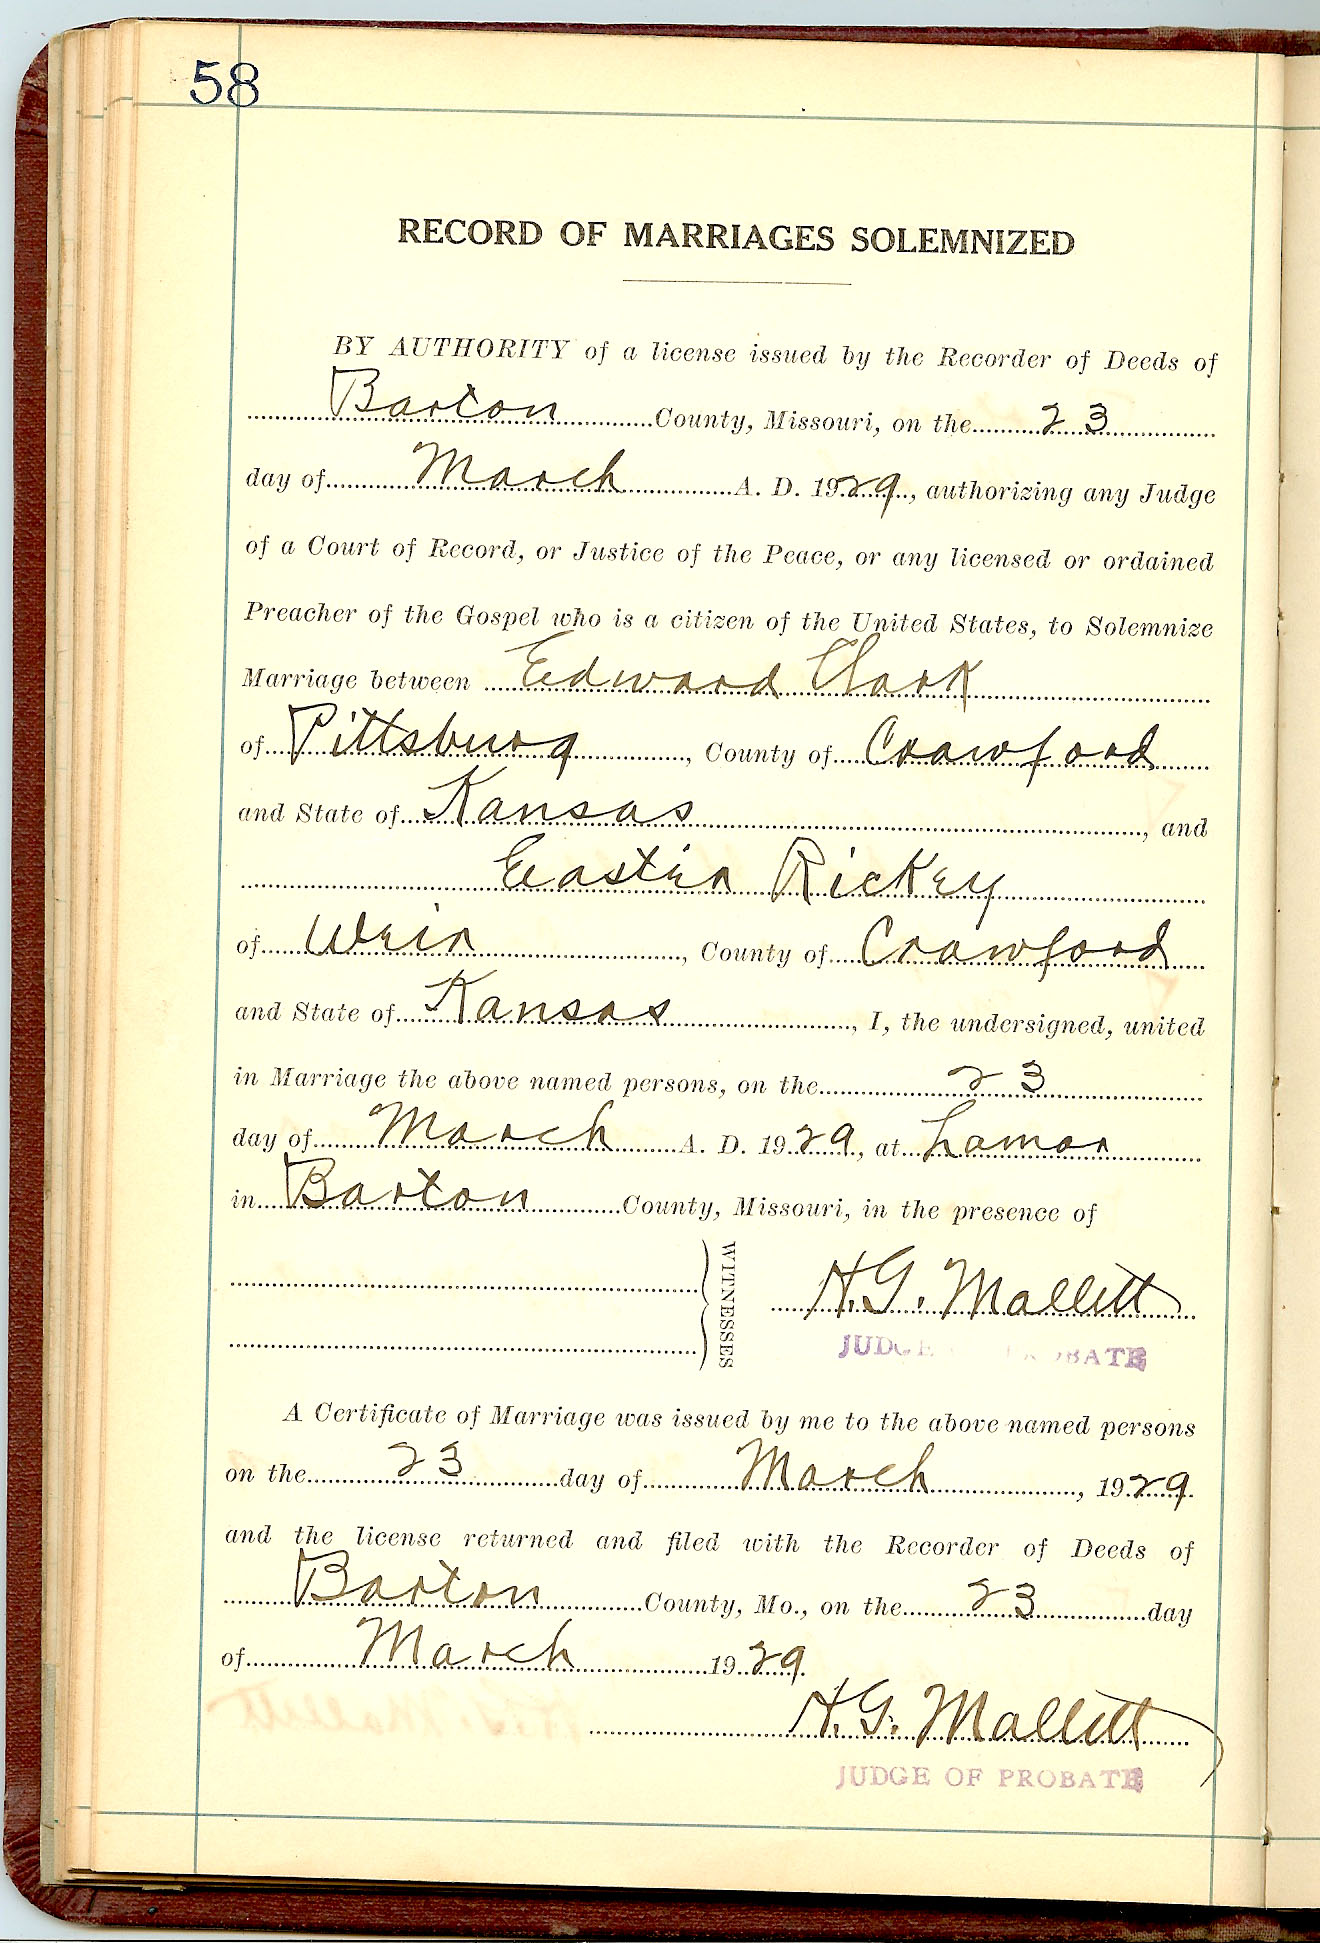 58
RECORD OF MARRIAGES SOLEMNIZED
BY AUTHORITY of a license issued by the Recorder of Deeds of
Barton County, Missouri, on the 23
day of March A. D. 1929, authorizing any Judge
of a Court of Record, or Justice of the Peace, or any licensed or ordained
Preacher of the Gospel who is a citizen of the United States, to Solemnize
Marriage between Edward Clark
of Pittsburg, County of Crawford
and State of Kansas, and
Eastin Rickey
of Weir, County of Crawford
and State of Kansas, I, the undersigned, united
in Marriage the above named persons, on the 23
day of March A. D. 1929, at Lamar
in Barton County, Missouri, in the presence of
WITNESSES
H.G. Mallett
JUDGE PROBATE
A Certificate of Marriage was issued by me to the above named persons
on the 23 day of March, 1929
and the license returned and filed with the Recorder of Deeds of
Barton County, Mo., on the 23 day
of March 1929
H.G. Mallett
JUDGE OF PROBATE